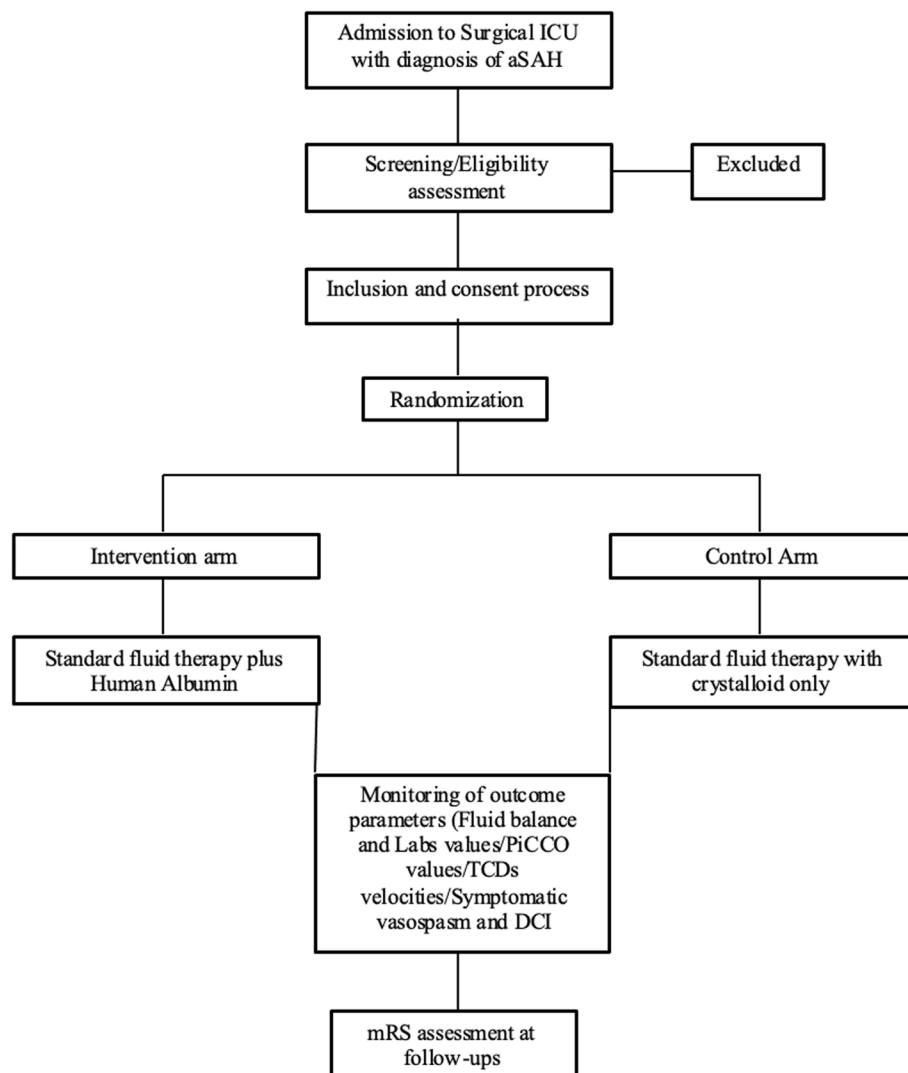 Admission to Surgical ICU
with diagnosis of aSAH
Screening/Eligibility
assessment
Excluded
Inclusion and consent process
Randomization
Intervention arm
Control Arm
Standard fluid therapy plus
Human Albumin
Standard fluid therapy with
crystalloid only
Monitoring of outcome
parameters (Fluid balance
and Labs values/PiCCO
values/TCDs
velocities/Symptomatic
vasospasm and DCI
mRS assessment at
follow-ups